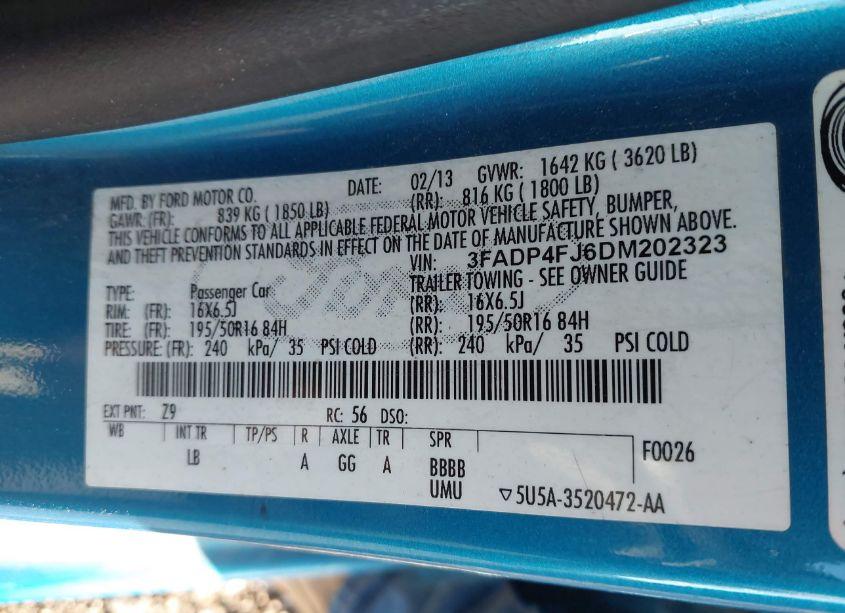 MFD. BY FORD MOTOR CO. DATE: 02/13 GVWR: 1642 KG ( 3620 LB)
GAWR: (FR): 839 KG ( 1850 LB) (RR): 816 KG ( 1800 LB)
THIS VEHICLE CONFORMS TO ALL APPLICABLE FEDERAL MOTOR VEHICLE SAFETY, BUMPER,
AND THEFT PREVENTION STANDARDS IN EFFECT ON THE DATE OF MANUFACTURE SHOWN ABOVE.
VIN: 3FADP4FJ6DM202323
TYPE: Passenger Car TRAILER TOWING - SEE OWNER GUIDE
RIM: (FR): 16X6.5J (RR): 16X6.5J
TIRE: (FR): 195/50R16 84H (RR): 195/50R16 84H
PRESSURE: (FR): 240 kPa/ 35 PSI COLD (RR): 240 kPa/ 35 PSI COLD
EXT PNT: Z9 RC: 56 DSO:
WB INT TR TP/PS R AXLE TR SPR F0026
LB A GG A BBBB
UMU ▽5U5A-3520472-AA
Ford